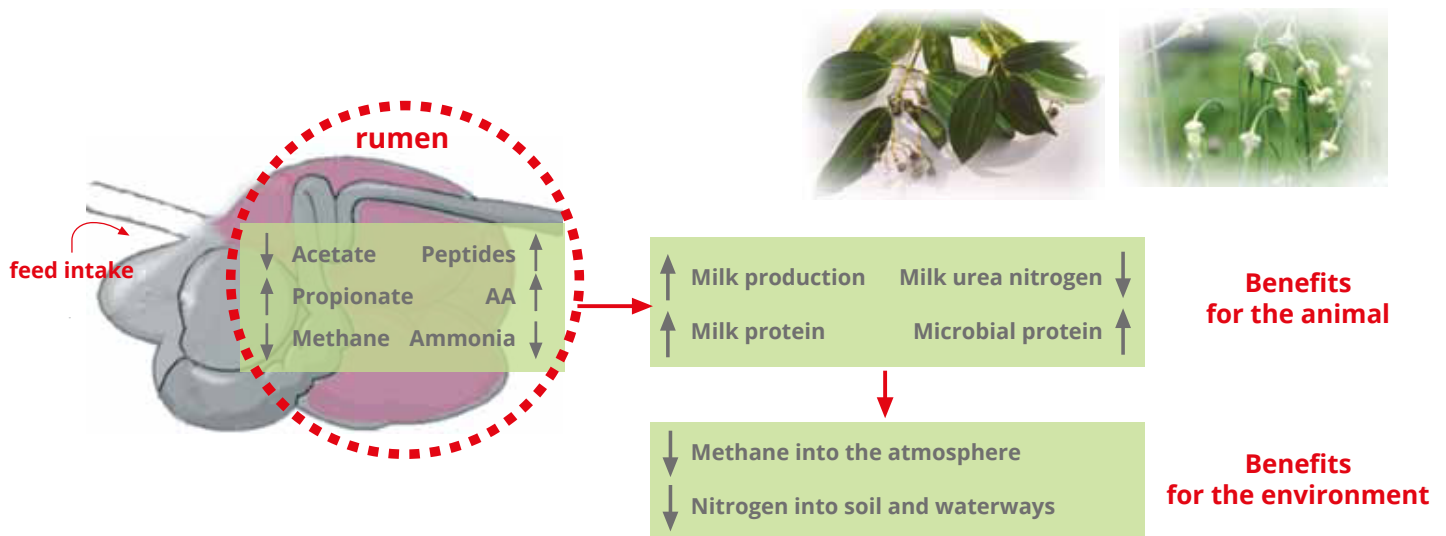 rumen
feed intake
↓ Acetate Peptides ↑
↑ Propionate AA ↑
↓ Methane Ammonia ↓
↑ Milk production Milk urea nitrogen ↓
↑ Milk protein Microbial protein ↑
Benefits
for the animal
↓ Methane into the atmosphere
↓ Nitrogen into soil and waterways
Benefits
for the environment